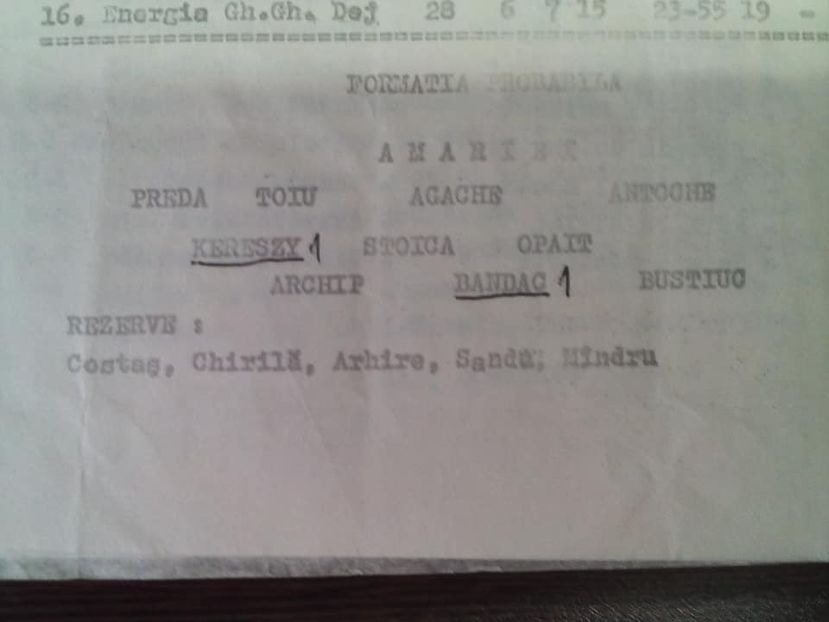 16. Energia Gh.Gh. Dej 28 6 7 15 23-55 19 -
FORMATIA PROBABILA
PREDA TOIU AGACHE ANTOCHE
KERESZY 1 STOICA OPAIT
ARCHIP BANDAC 1 BUSTIUC
REZERVE :
Costaş, Chirilă, Arhire, Sandu, Mîndru